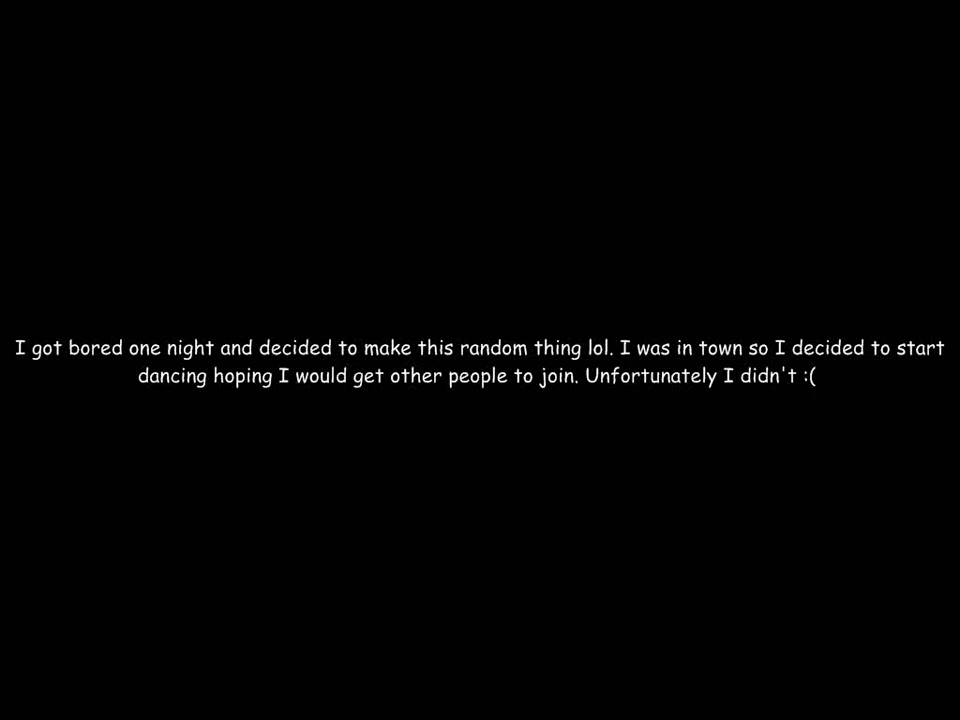 I got bored one night and decided to make this random thing lol. I was in town so I decided to start
dancing hoping I would get other people to join. Unfortunately I didn't :(